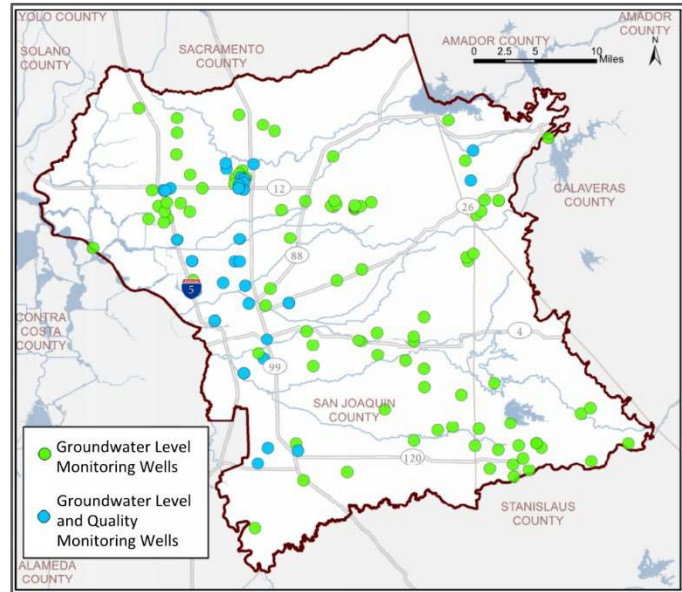 YOLO COUNTY
SOLANO
COUNTY
SACRAMENTO
COUNTY
AMADOR COUNTY
AMADOR
COUNTY
0 2.5 5 10
Miles
N
12
26
CALAVERAS
COUNTY
88
5
CONTRA
COSTA
COUNTY
4
99
SAN JOAQUIN
COUNTY
120
STANISLAUS
COUNTY
ALAMEDA
COUNTY
Groundwater Level
Monitoring Wells
Groundwater Level
and Quality
Monitoring Wells